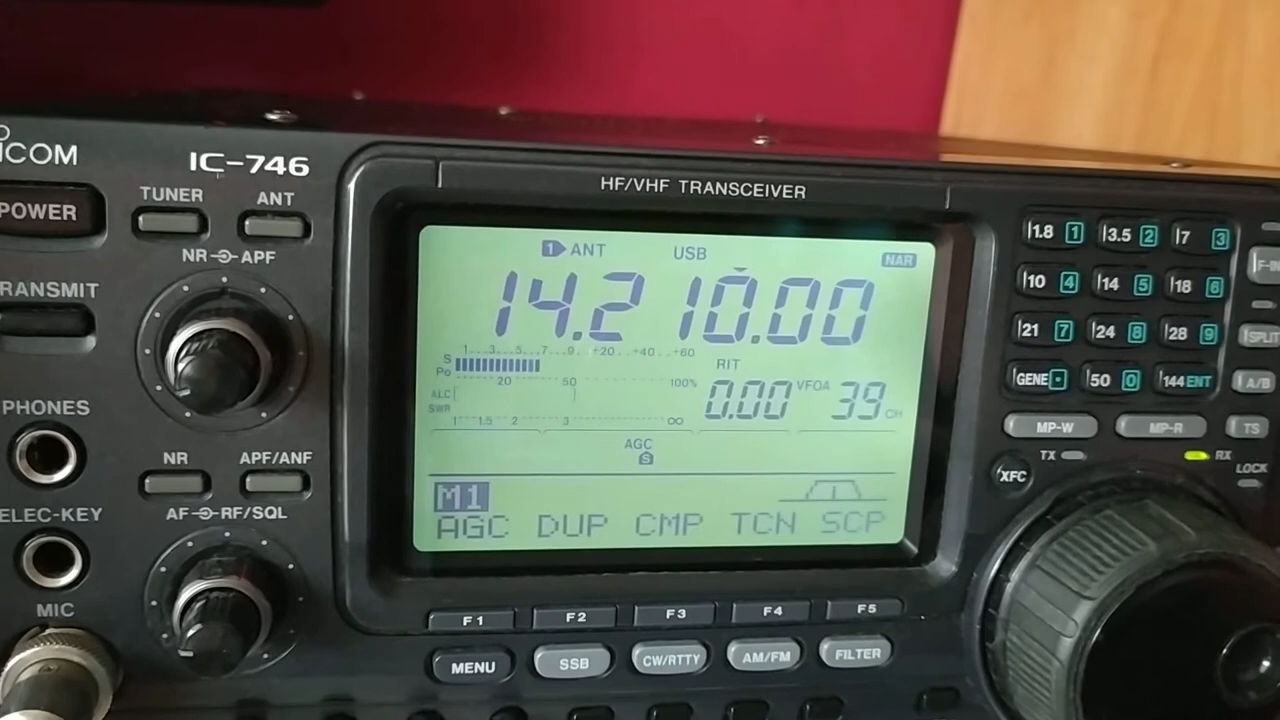 ICOM
IC-746
POWER
TUNER
ANT
NR APF
TRANSMIT
PHONES
NR
APF/ANF
ELEC-KEY
AF RF/SQL
MIC
HF/VHF TRANSCEIVER
1 ANT USB NAR
14.210.00
S 1 3 5 7 9 +20 +40 +60
Po 20 50 100%
ALC
SWR 1 1.5 2 3 ∞
RIT
0.00 VFOA 39 CH
AGC
S
M1
AGC DUP CMP TCN SCP
F1 F2 F3 F4 F5
MENU SSB CW/RTTY AM/FM FILTER
1.8 1 3.5 2 7 3
10 4 14 5 18 6
21 7 24 8 28 9
GENE • 50 0 144 ENT
MP-W MP-R TS
SPLIT
A/B
TX RX
XFC
LOCK